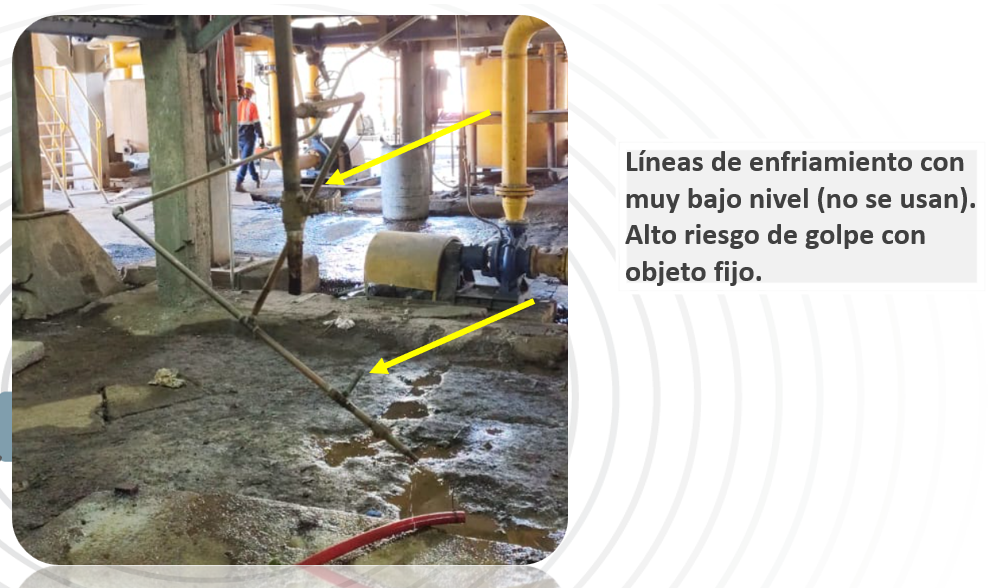 Líneas de enfriamiento con
muy bajo nivel (no se usan).
Alto riesgo de golpe con
objeto fijo.